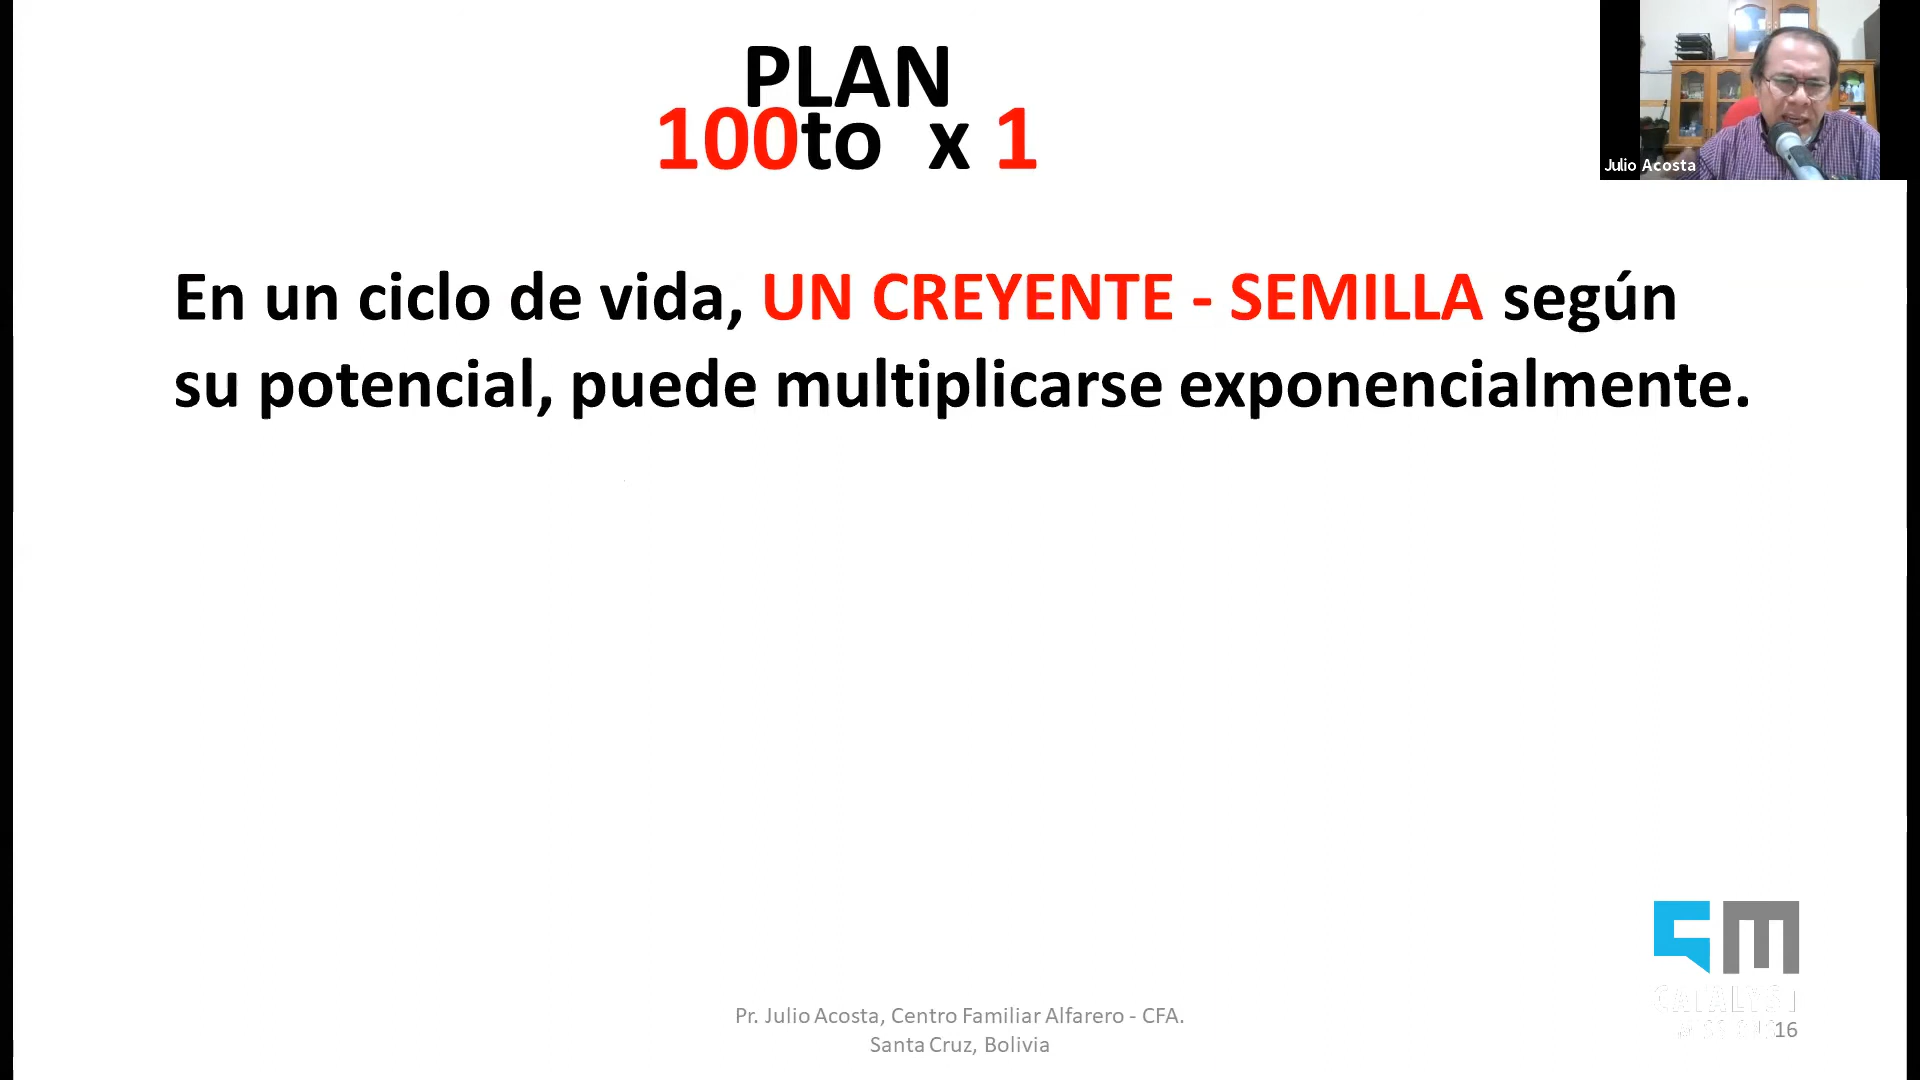 PLAN
100to x 1
Julio Acosta
En un ciclo de vida, UN CREYENTE - SEMILLA según
su potencial, puede multiplicarse exponencialmente.
CATALYST
16
Pr. Julio Acosta, Centro Familiar Alfarero - CFA.
Santa Cruz, Bolivia